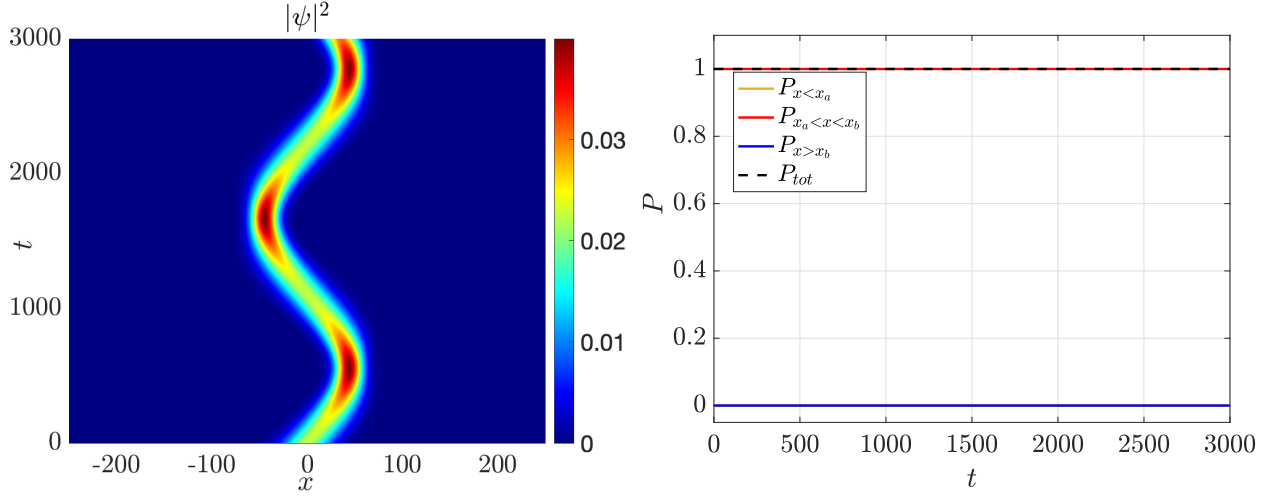 |ψ|²
3000
2000
1000
0
t
-200 -100 0 100 200
x
0.03
0.02
0.01
0
1
0.8
0.6
0.4
0.2
0
P
P_{x<x_a}
P_{x_a<x<x_b}
P_{x>x_b}
P_{tot}
0 500 1000 1500 2000 2500 3000
t